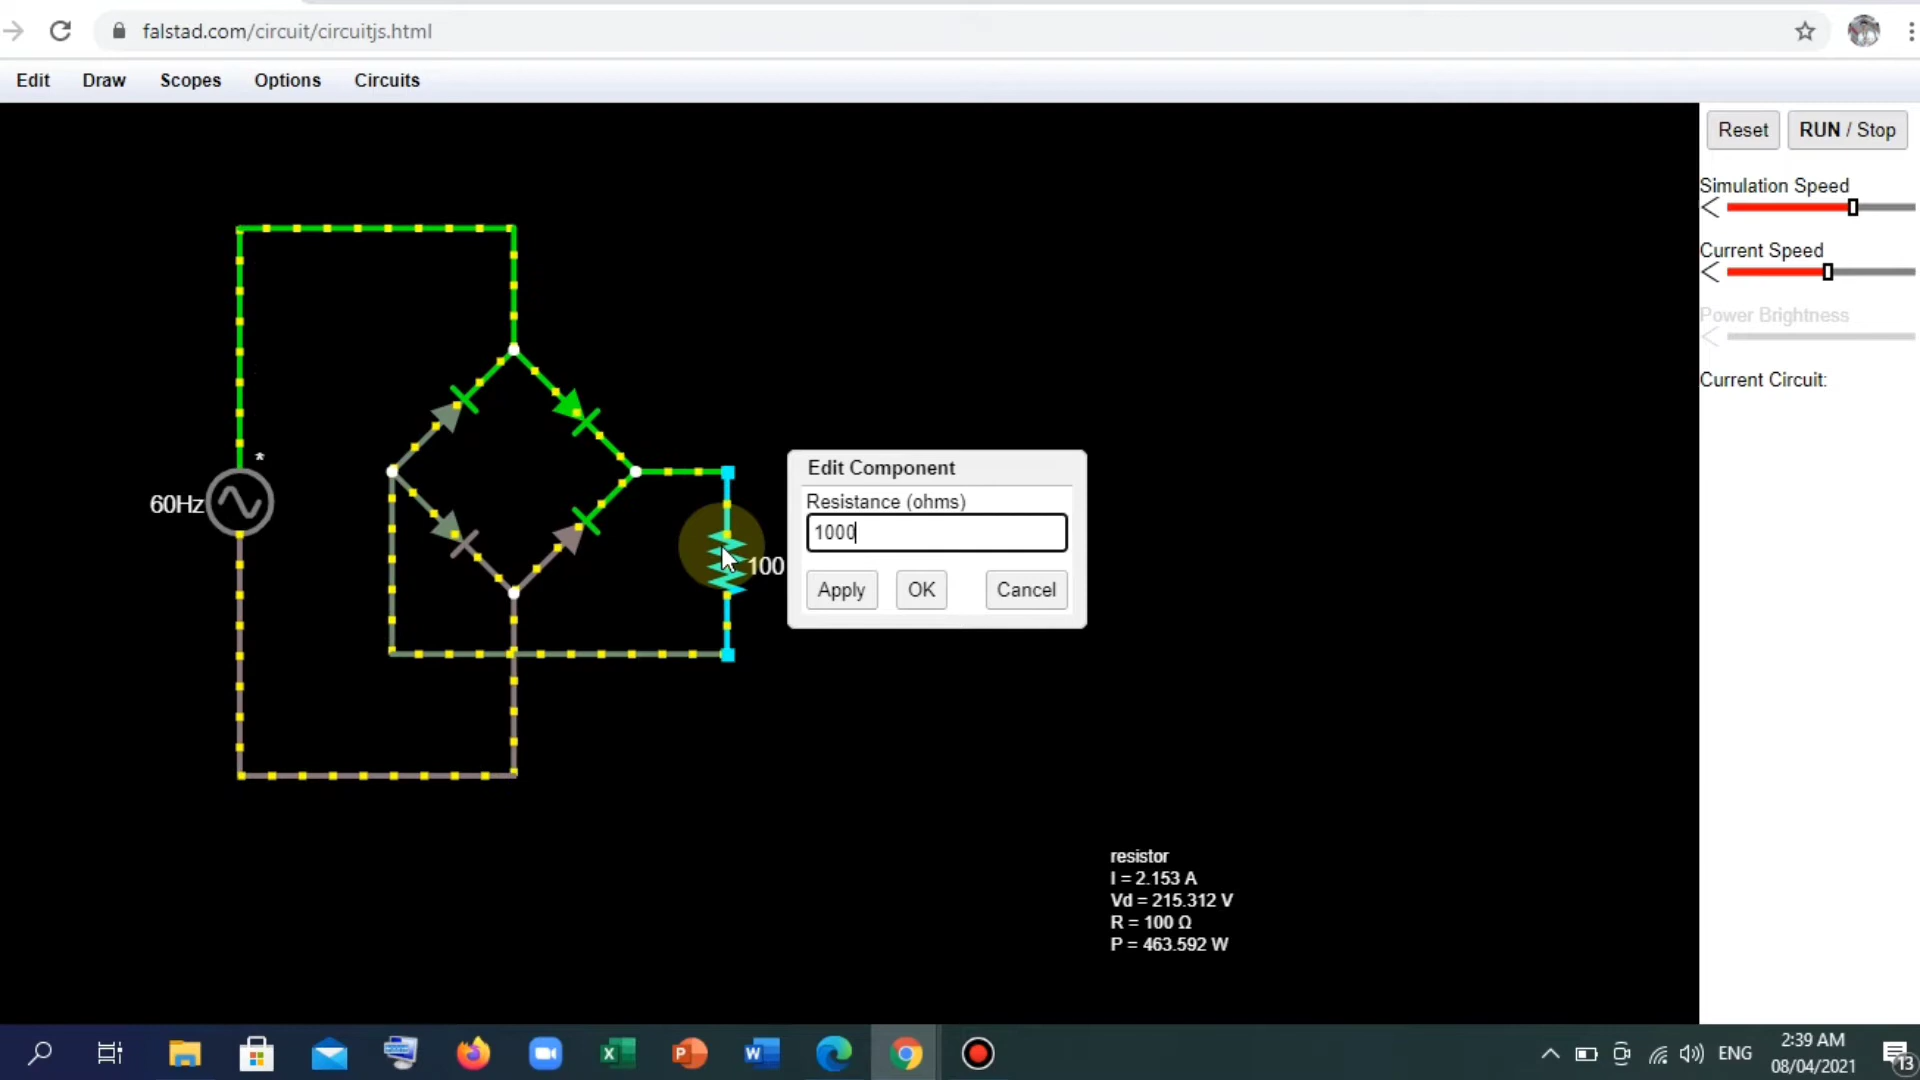 falstad.com/circuit/circuitjs.html
Edit Draw Scopes Options Circuits
Reset RUN / Stop
Simulation Speed
Current Speed
Power Brightness
Current Circuit:
*
60Hz
100
Edit Component
Resistance (ohms)
1000
Apply OK Cancel
resistor
I = 2.153 A
Vd = 215.312 V
R = 100 Ω
P = 463.592 W
ENG
2:39 AM
08/04/2021
13